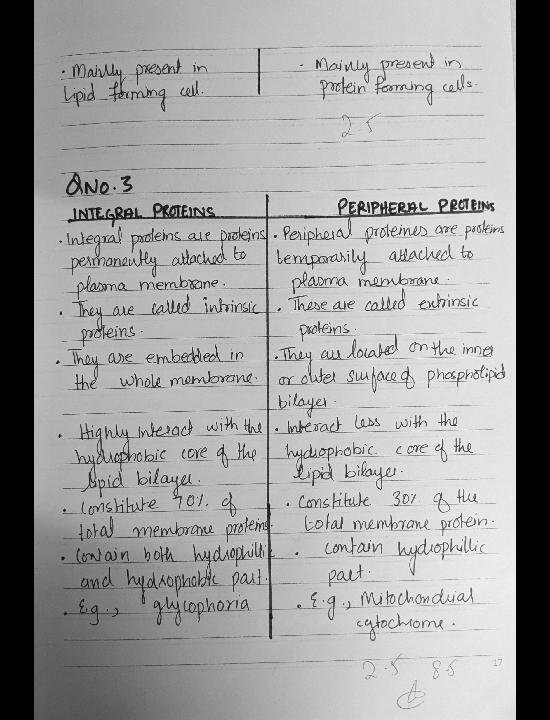 · Mainly present in
lipid forming cell.
· Mainly present in
protein forming cells.
2.5
QNO.3
INTEGRAL PROTEINS
· Integral proteins are proteins
permanently attached to
plasma membrane.
· They are called intrinsic
proteins.
· They are embedded in
the whole membrane.
· Highly interact with the
hydrophobic core of the
lipid bilayer.
· Constitute 70% of
total membrane proteins
· Contain both hydrophillic
and hydrophobic part.
· E.g., glycophoria
PERIPHERAL PROTEINS
· Peripheral proteines are proteins
temporarily attached to
plasma membrane.
· These are called extrinsic
proteins.
· They are located on the inner
or outer surface of phospholipid
bilayer.
· Interact less with the
hydrophobic core of the
lipid bilayer.
· Constitute 30% of the
total membrane protein.
· contain hydrophillic
part.
· E.g., Mitochondrial
cytochrome.
2.5 8.5
17